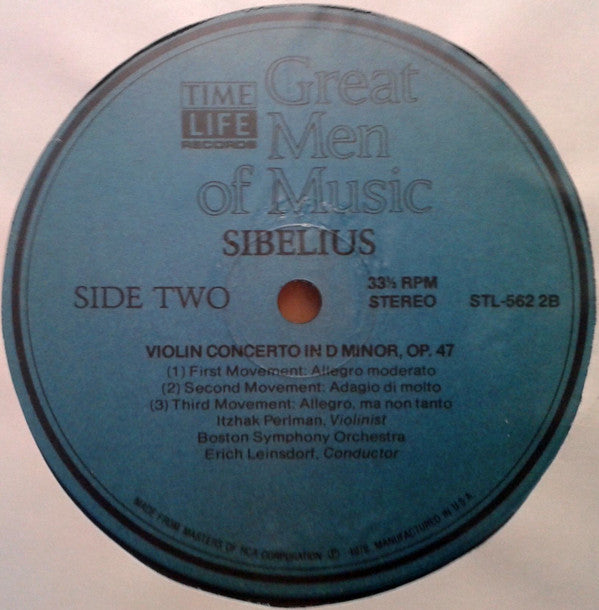 TIME
LIFE
RECORDS
Great
Men
of Music
SIBELIUS
SIDE TWO
33⅓ RPM
STEREO
STL-562 2B
VIOLIN CONCERTO IN D MINOR, OP. 47
(1) First Movement: Allegro moderato
(2) Second Movement: Adagio di molto
(3) Third Movement: Allegro, ma non tanto
Itzhak Perlman, Violinist
Boston Symphony Orchestra
Erich Leinsdorf, Conductor
MADE FROM MASTERS OF RCA CORPORATION Ⓟ 1976. MANUFACTURED IN U.S.A.